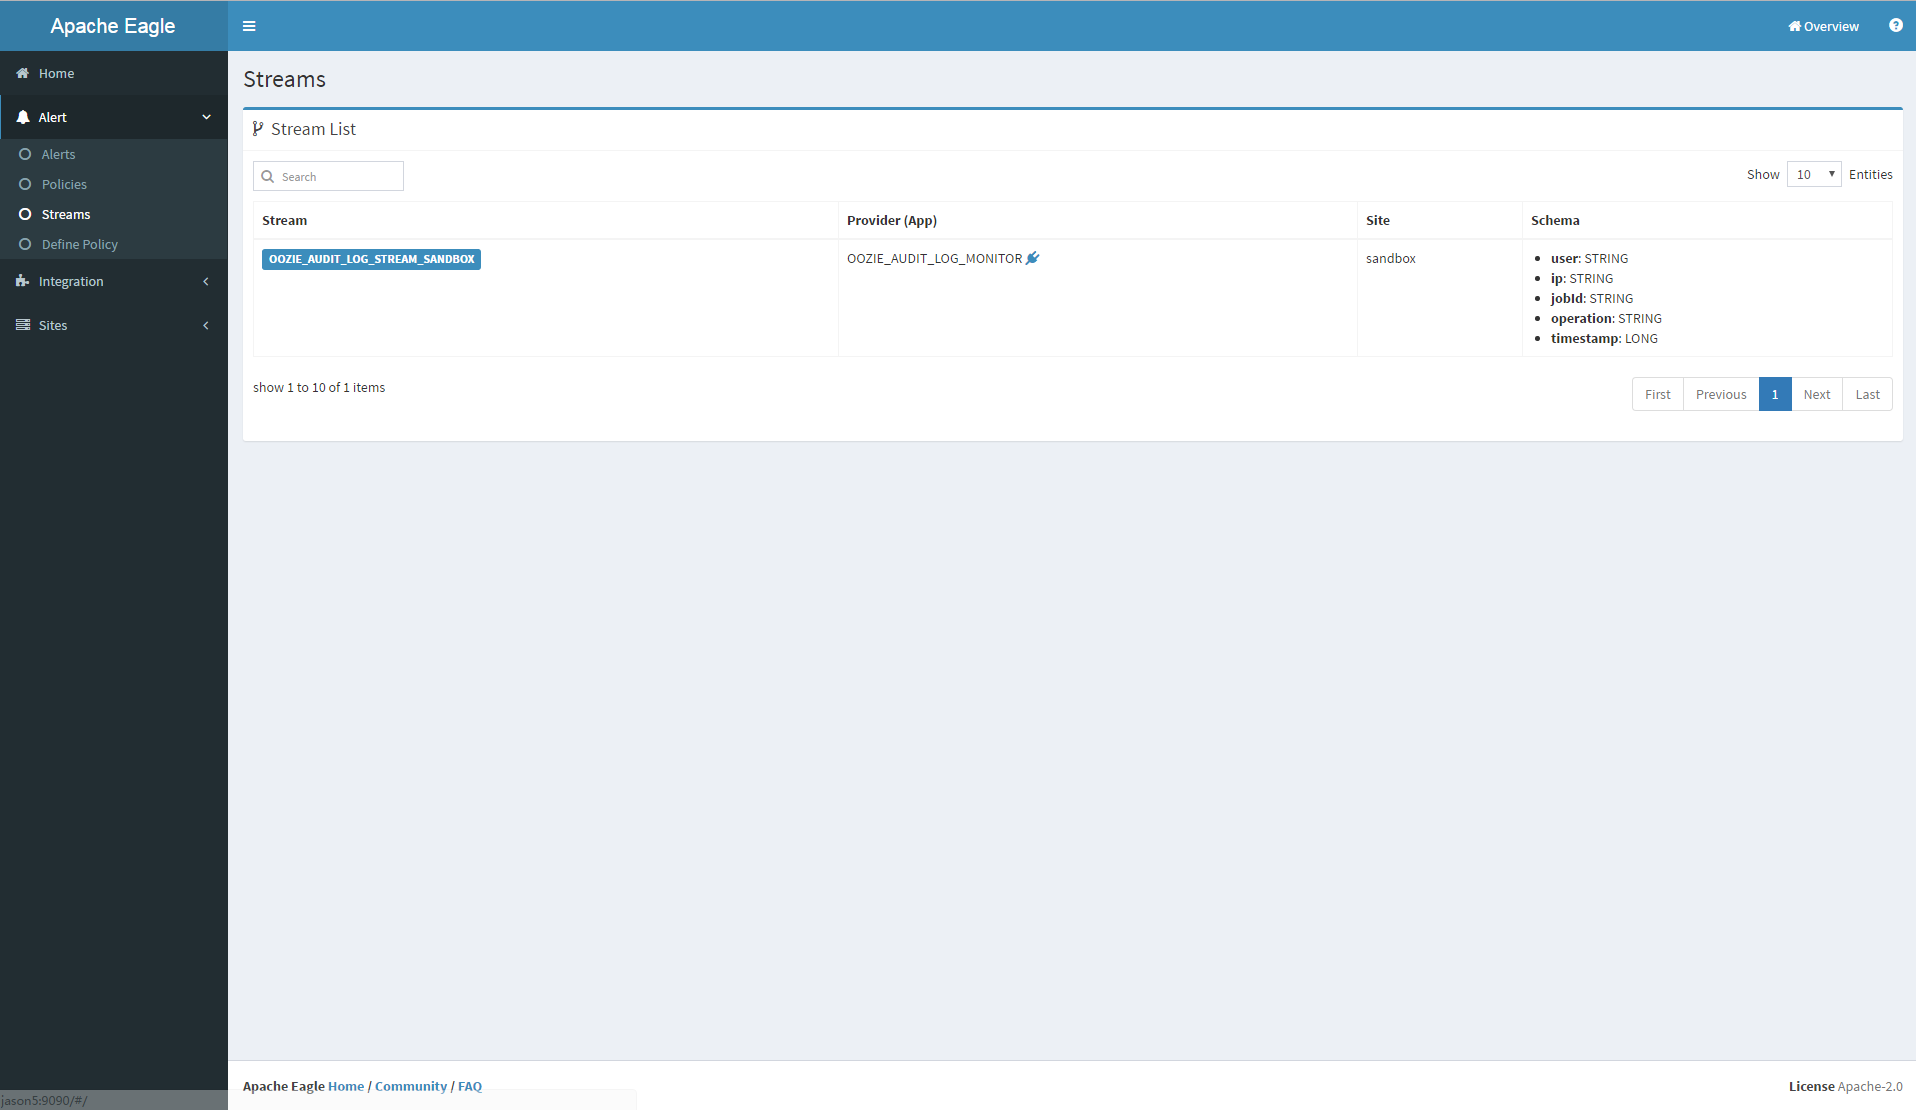 Apache Eagle
Overview
Home
Alert
Alerts
Policies
Streams
Define Policy
Integration
Sites
Streams
Stream List
Search
Show 10 Entities
Stream Provider (App) Site Schema
OOZIE_AUDIT_LOG_STREAM_SANDBOX OOZIE_AUDIT_LOG_MONITOR sandbox user: STRING
ip: STRING
jobId: STRING
operation: STRING
timestamp: LONG
show 1 to 10 of 1 items
First Previous 1 Next Last
Apache Eagle Home / Community / FAQ
License Apache-2.0
jason5:9090/#/